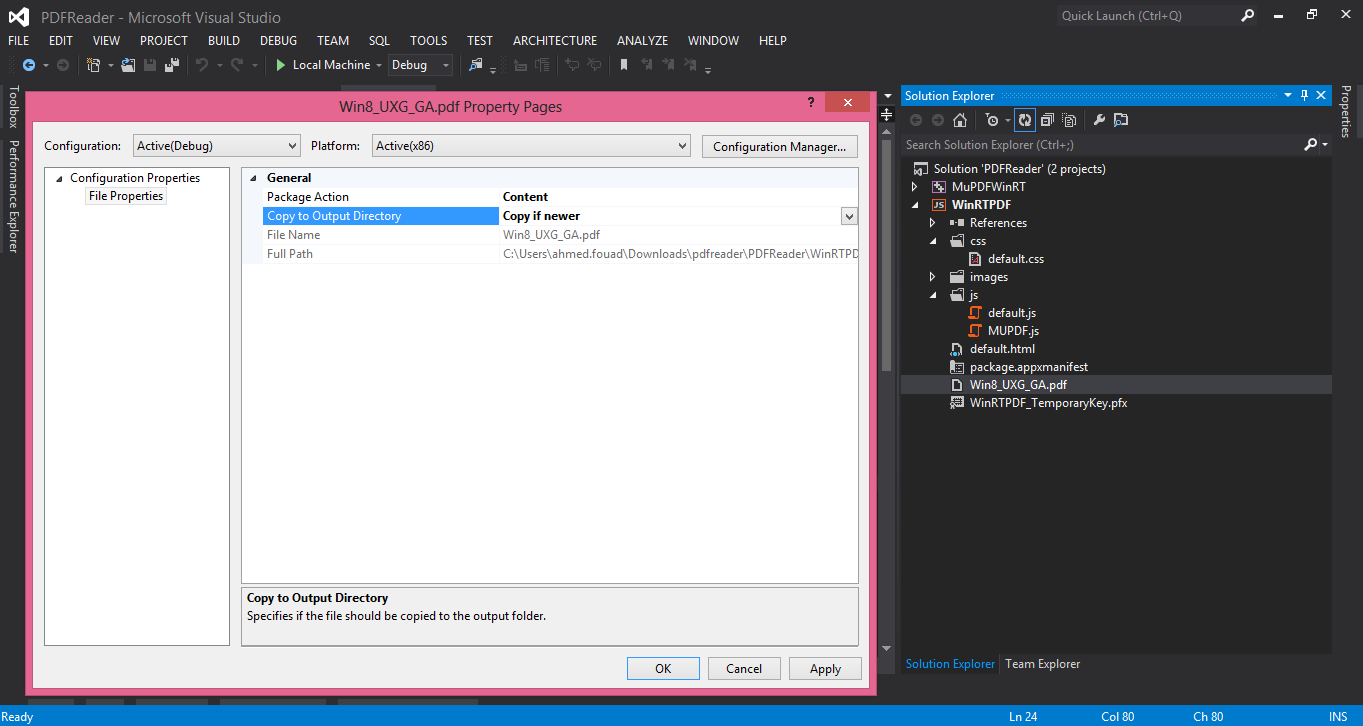 PDFReader - Microsoft Visual Studio
Quick Launch (Ctrl+Q)
FILE EDIT VIEW PROJECT BUILD DEBUG TEAM SQL TOOLS TEST ARCHITECTURE ANALYZE WINDOW HELP
Local Machine Debug
Toolbox
Performance Explorer
Win8_UXG_GA.pdf Property Pages
?
Configuration: Active(Debug) Platform: Active(x86) Configuration Manager...
Configuration Properties
File Properties
General
Package Action Content
Copy to Output Directory Copy if newer
File Name Win8_UXG_GA.pdf
Full Path C:\Users\ahmed.fouad\Downloads\pdfreader\PDFReader\WinRTPD
Copy to Output Directory
Specifies if the file should be copied to the output folder.
OK Cancel Apply
Solution Explorer
Search Solution Explorer (Ctrl+;)
Solution 'PDFReader' (2 projects)
MuPDFWinRT
JS WinRTPDF
References
css
default.css
images
js
default.js
MUPDF.js
default.html
package.appxmanifest
Win8_UXG_GA.pdf
WinRTPDF_TemporaryKey.pfx
Solution Explorer Team Explorer
Properties
Ready Ln 24 Col 80 Ch 80 INS